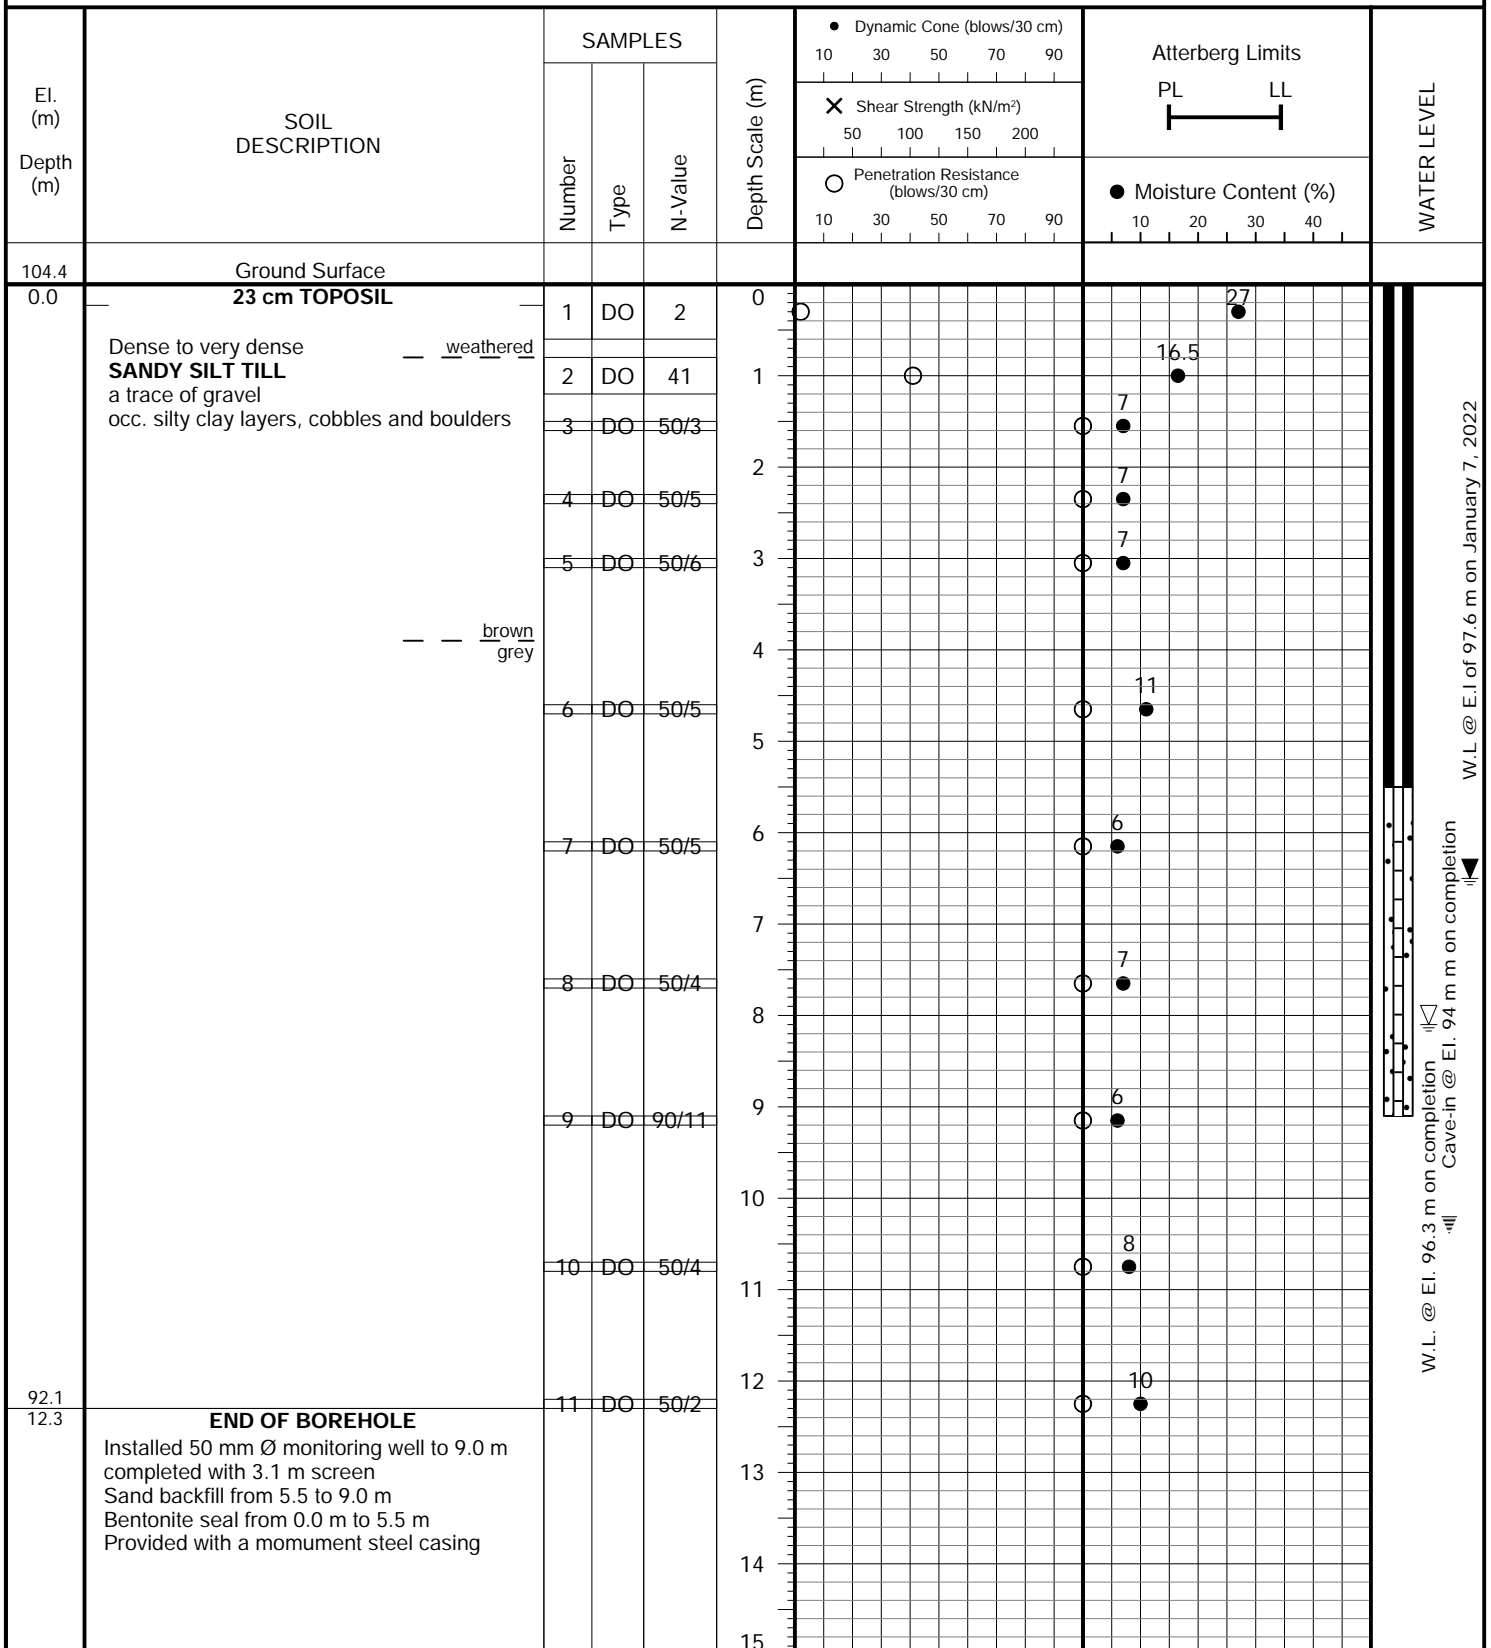 El.
(m)
Depth
(m)
SOIL
DESCRIPTION
SAMPLES
Number
Type
N-Value
Depth Scale (m)
● Dynamic Cone (blows/30 cm)
10 30 50 70 90
✕ Shear Strength (kN/m²)
50 100 150 200
○ Penetration Resistance
(blows/30 cm)
10 30 50 70 90
Atterberg Limits
PL LL
● Moisture Content (%)
10 20 30 40
WATER LEVEL
104.4 Ground Surface
0.0 23 cm TOPOSIL 0
1 DO 2 27
Dense to very dense weathered
SANDY SILT TILL
a trace of gravel
occ. silty clay layers, cobbles and boulders
2 DO 41 1 16.5
3 DO 50/3 7
2
4 DO 50/5 7
3
5 DO 50/6 7
brown
grey
4
6 DO 50/5 11
5
6
7 DO 50/5 6
7
8 DO 50/4 7
8
9
9 DO 90/11 6
10
10 DO 50/4 8
11
12
11 DO 50/2 10
92.1
12.3 END OF BOREHOLE
Installed 50 mm Ø monitoring well to 9.0 m
completed with 3.1 m screen
Sand backfill from 5.5 to 9.0 m
Bentonite seal from 0.0 m to 5.5 m
Provided with a momument steel casing
13
14
15
W.L. @ El. 96.3 m on completion
Cave-in @ El. 94 m m on completion
W.L @ E.l of 97.6 m on January 7, 2022